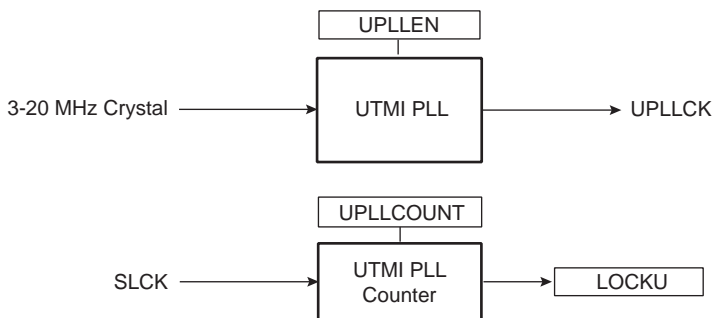 UPLLEN
3-20 MHz Crystal
UTMI PLL
UPLLCK
UPLLCOUNT
SLCK
UTMI PLL
Counter
LOCKU